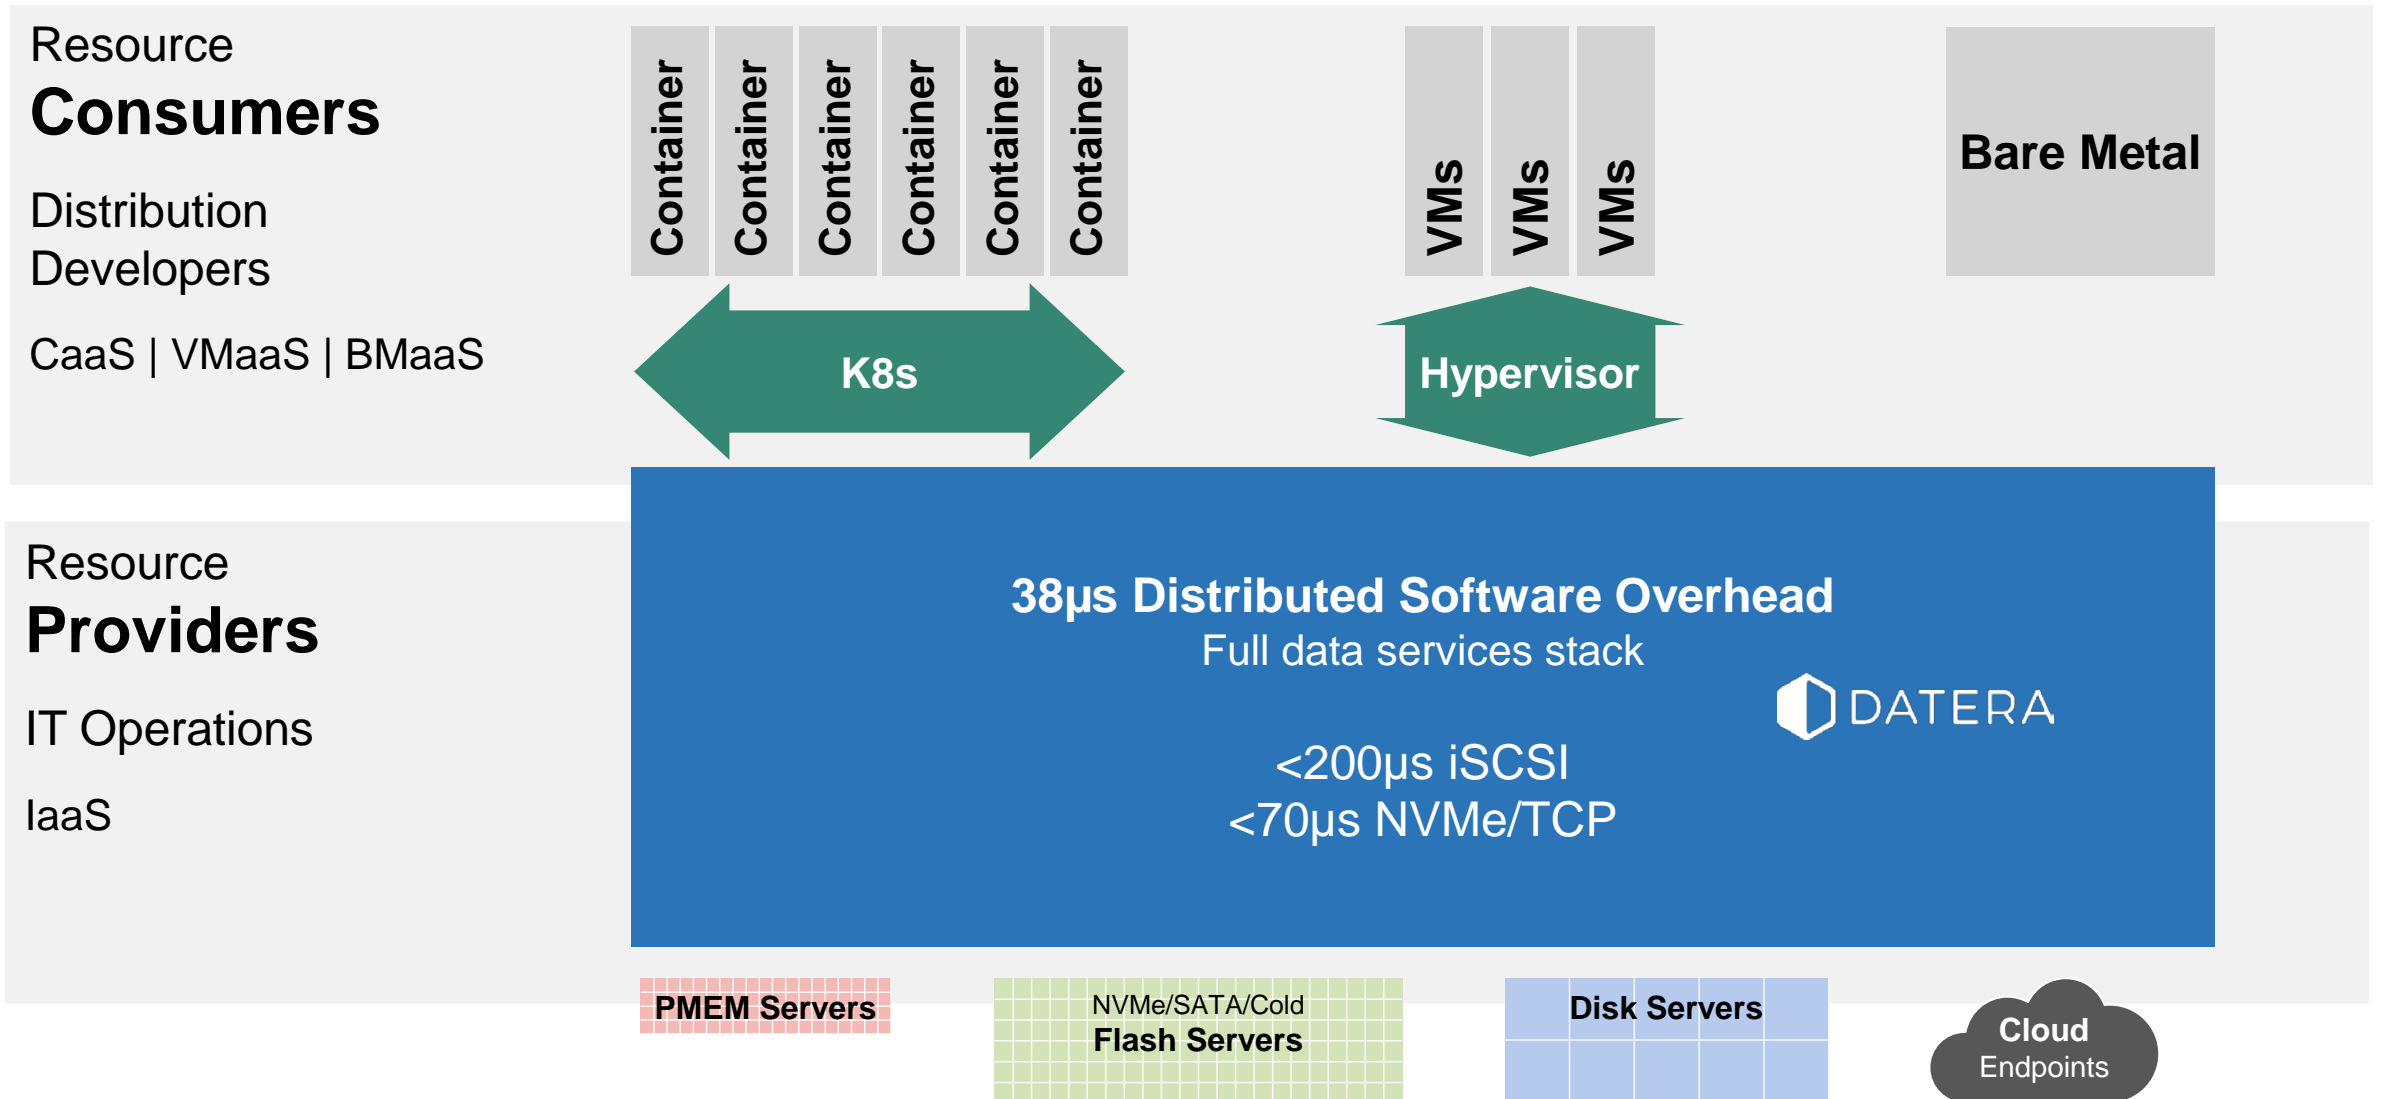 Resource
Consumers
Distribution
Developers
CaaS | VMaaS | BMaaS
Container
Container
Container
Container
Container
Container
VMs
VMs
VMs
Bare Metal
K8s
Hypervisor
Resource
Providers
IT Operations
IaaS
38µs Distributed Software Overhead
Full data services stack
<200µs iSCSI
<70µs NVMe/TCP
DATERA
PMEM Servers
NVMe/SATA/Cold
Flash Servers
Disk Servers
Cloud
Endpoints